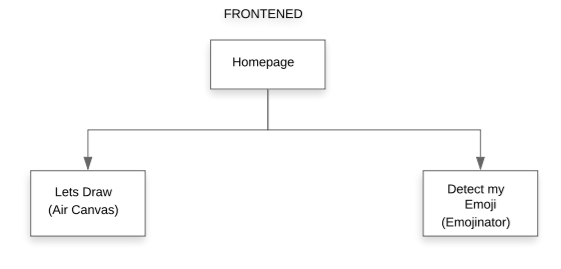 FRONTENED
Homepage
Lets Draw
(Air Canvas)
Detect my
Emoji
(Emojinator)